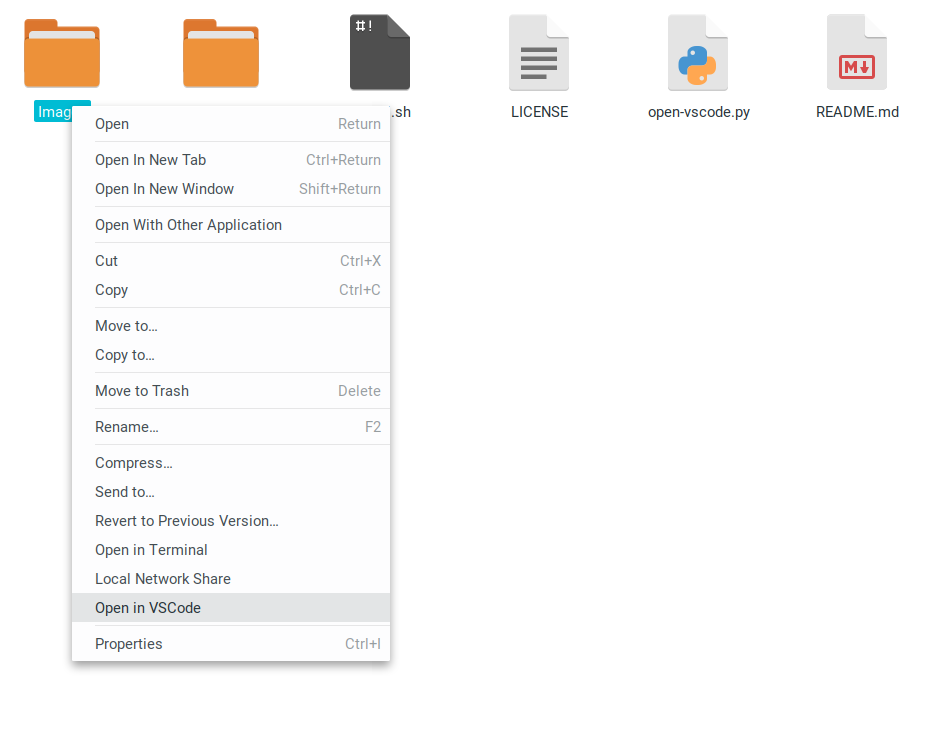 #!
Imag
.sh
LICENSE
open-vscode.py
README.md
Open Return
Open In New Tab Ctrl+Return
Open In New Window Shift+Return
Open With Other Application
Cut Ctrl+X
Copy Ctrl+C
Move to…
Copy to…
Move to Trash Delete
Rename… F2
Compress…
Send to…
Revert to Previous Version…
Open in Terminal
Local Network Share
Open in VSCode
Properties Ctrl+I